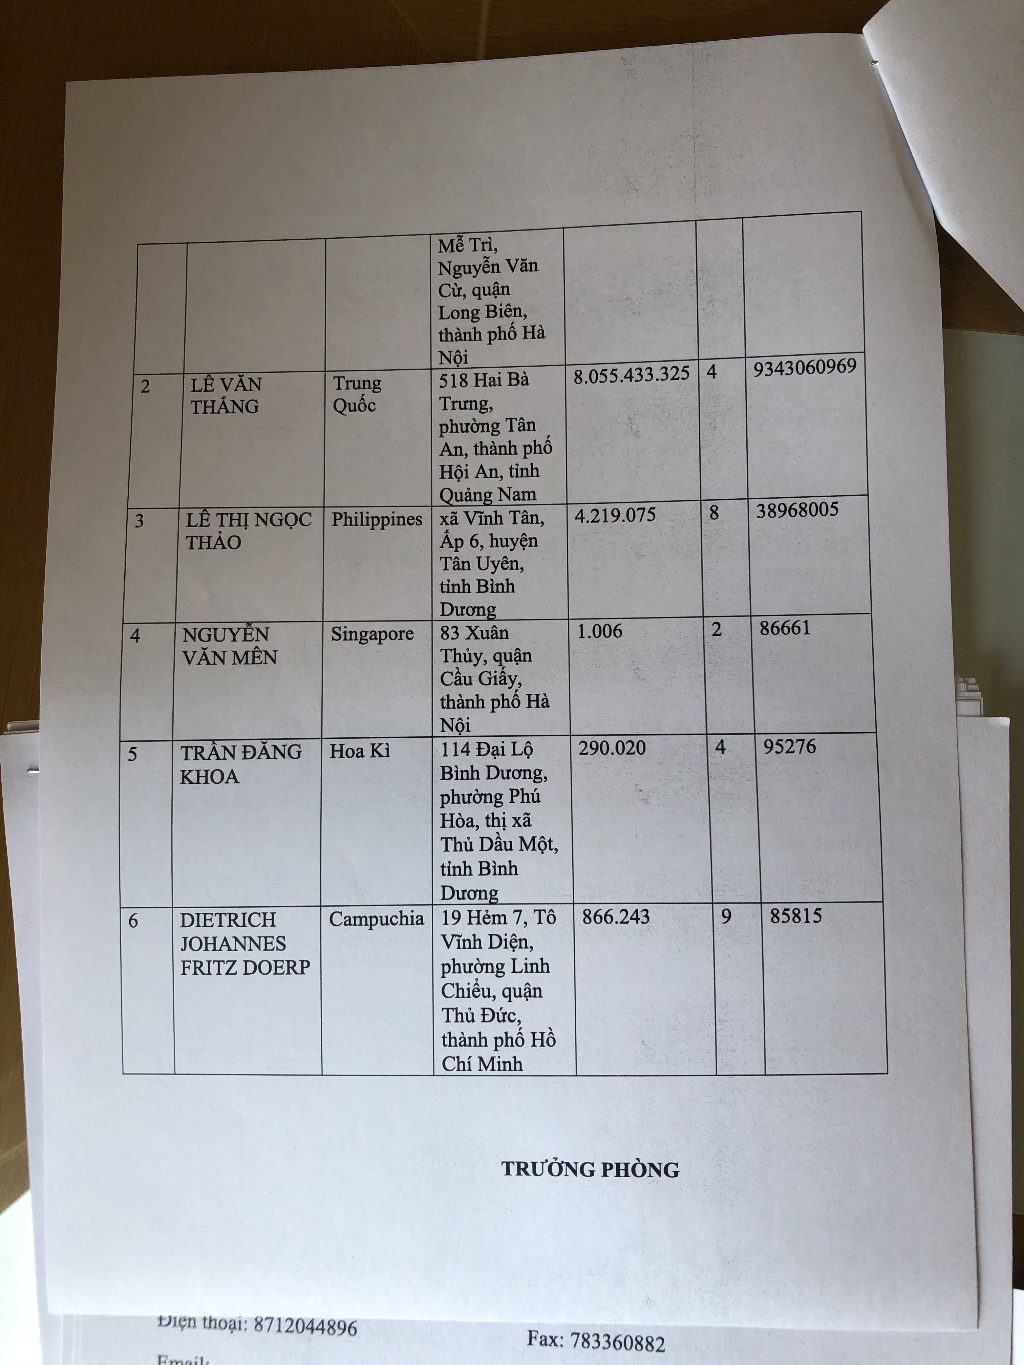 Mễ Trì,
Nguyễn Văn
Cừ, quận
Long Biên,
thành phố Hà
Nội
2 LÊ VĂN Trung 518 Hai Bà 8.055.433.325 4 9343060969
THẮNG Quốc Trưng,
phường Tân
An, thành phố
Hội An, tỉnh
Quảng Nam
3 LÊ THỊ NGỌC Philippines xã Vĩnh Tân, 4.219.075 8 38968005
THẢO Ấp 6, huyện
Tân Uyên,
tỉnh Bình
Dương
4 NGUYỄN Singapore 83 Xuân 1.006 2 86661
VĂN MÊN Thủy, quận
Cầu Giấy,
thành phố Hà
Nội
5 TRẦN ĐĂNG Hoa Kì 114 Đại Lộ 290.020 4 95276
KHOA Bình Dương,
phường Phú
Hòa, thị xã
Thủ Dầu Một,
tỉnh Bình
Dương
6 DIETRICH Campuchia 19 Hẻm 7, Tô 866.243 9 85815
JOHANNES Vĩnh Diện,
FRITZ DOERP phường Linh
Chiểu, quận
Thủ Đức,
thành phố Hồ
Chí Minh
TRƯỞNG PHÒNG
Điện thoại: 8712044896 Fax: 783360882
Email: